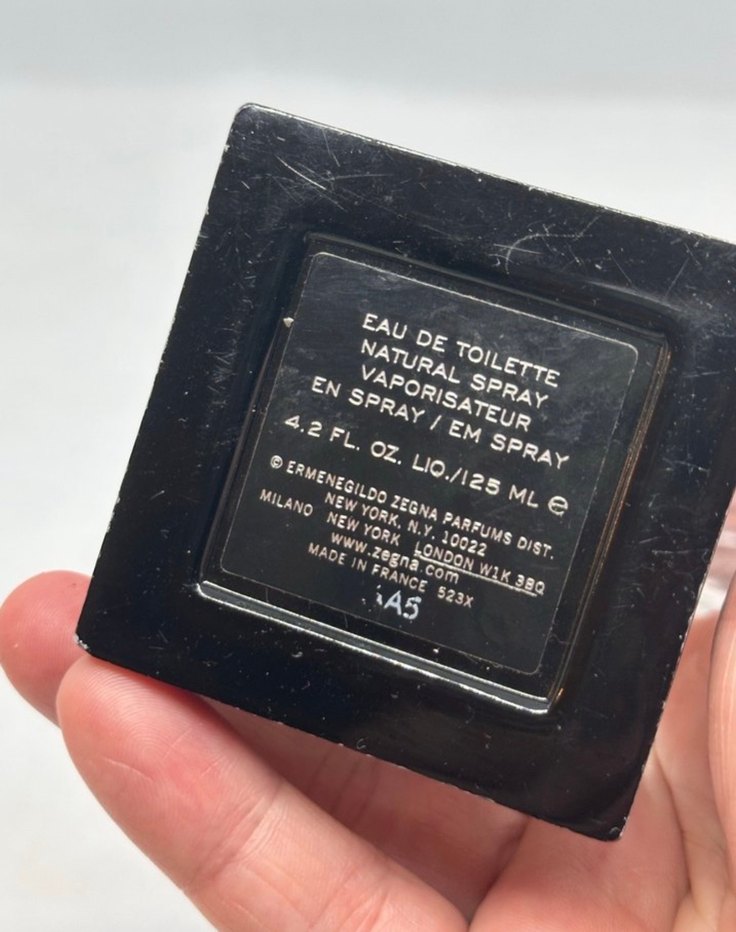 EAU DE TOILETTE
NATURAL SPRAY
VAPORISATEUR
EN SPRAY / EM SPRAY
4.2 FL. OZ. LIQ./125 ML ℮
© ERMENEGILDO ZEGNA PARFUMS DIST.
NEW YORK, N.Y. 10022
MILANO NEW YORK LONDON W1K 3BQ
www.zegna.com
MADE IN FRANCE 523X
A5